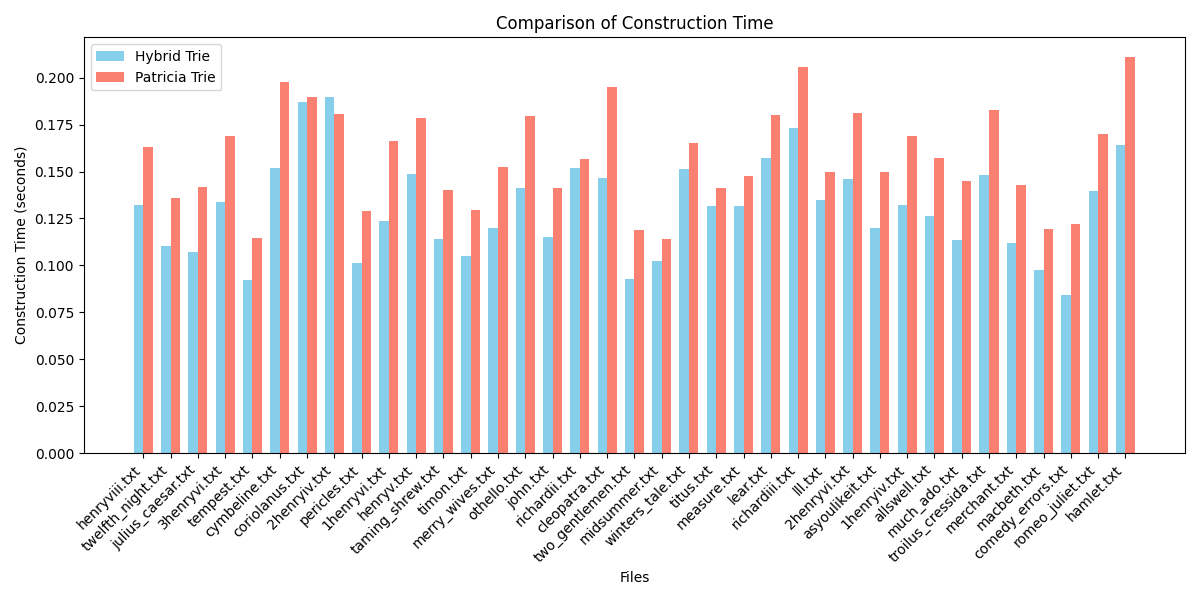 Comparison of Construction Time
Hybrid Trie
Patricia Trie
Construction Time (seconds)
0.200
0.175
0.150
0.125
0.100
0.075
0.050
0.025
0.000
henryviii.txt
twelfth_night.txt
julius_caesar.txt
3henryvi.txt
tempest.txt
cymbeline.txt
coriolanus.txt
2henryiv.txt
pericles.txt
1henryvi.txt
henryv.txt
taming_shrew.txt
timon.txt
merry_wives.txt
othello.txt
john.txt
richardii.txt
cleopatra.txt
two_gentlemen.txt
midsummer.txt
winters_tale.txt
titus.txt
measure.txt
lear.txt
richardiii.txt
lll.txt
2henryvi.txt
asyoulikeit.txt
1henryiv.txt
allswell.txt
much_ado.txt
troilus_cressida.txt
merchant.txt
macbeth.txt
comedy_errors.txt
romeo_juliet.txt
hamlet.txt
Files